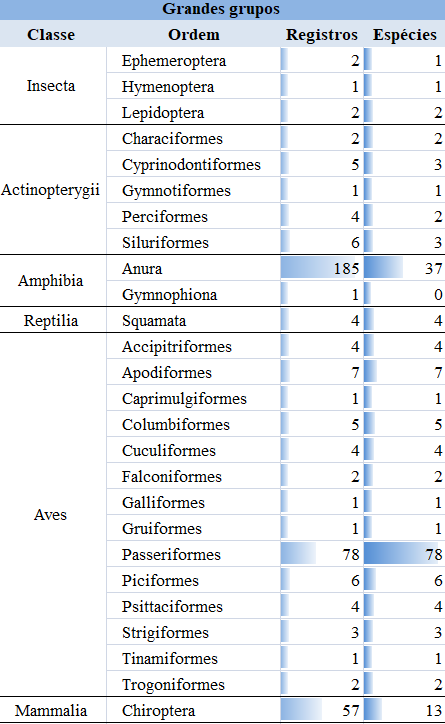 Grandes grupos
Classe Ordem Registros Espécies
Insecta Ephemeroptera 2 1
Hymenoptera 1 1
Lepidoptera 2 2
Actinopterygii Characiformes 2 2
Cyprinodontiformes 5 3
Gymnotiformes 1 1
Perciformes 4 2
Siluriformes 6 3
Amphibia Anura 185 37
Gymnophiona 1 0
Reptilia Squamata 4 4
Aves Accipitriformes 4 4
Apodiformes 7 7
Caprimulgiformes 1 1
Columbiformes 5 5
Cuculiformes 4 4
Falconiformes 2 2
Galliformes 1 1
Gruiformes 1 1
Passeriformes 78 78
Piciformes 6 6
Psittaciformes 4 4
Strigiformes 3 3
Tinamiformes 1 1
Trogoniformes 2 2
Mammalia Chiroptera 57 13